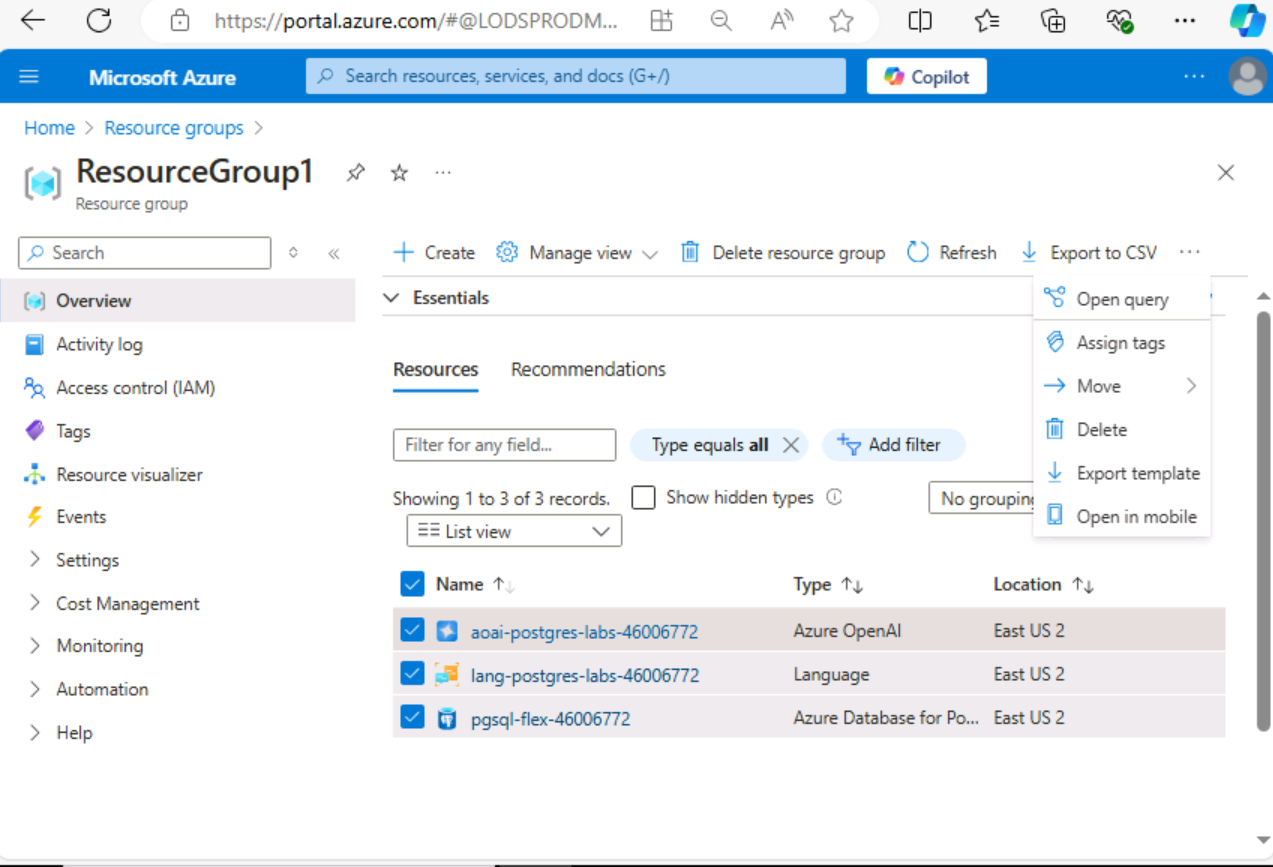 https://portal.azure.com/#@LODSPRODM...
Microsoft Azure
Search resources, services, and docs (G+/)
Copilot
Home > Resource groups >
ResourceGroup1
Resource group
Search
Create
Manage view
Delete resource group
Refresh
Export to CSV
Overview
Activity log
Access control (IAM)
Tags
Resource visualizer
Events
Settings
Cost Management
Monitoring
Automation
Help
Essentials
Open query
Assign tags
Move
Delete
Export template
Open in mobile
Resources
Recommendations
Filter for any field...
Type equals all
Add filter
Showing 1 to 3 of 3 records.
Show hidden types
No grouping
List view
Name Type Location
aoai-postgres-labs-46006772 Azure OpenAI East US 2
lang-postgres-labs-46006772 Language East US 2
pgsql-flex-46006772 Azure Database for Po... East US 2